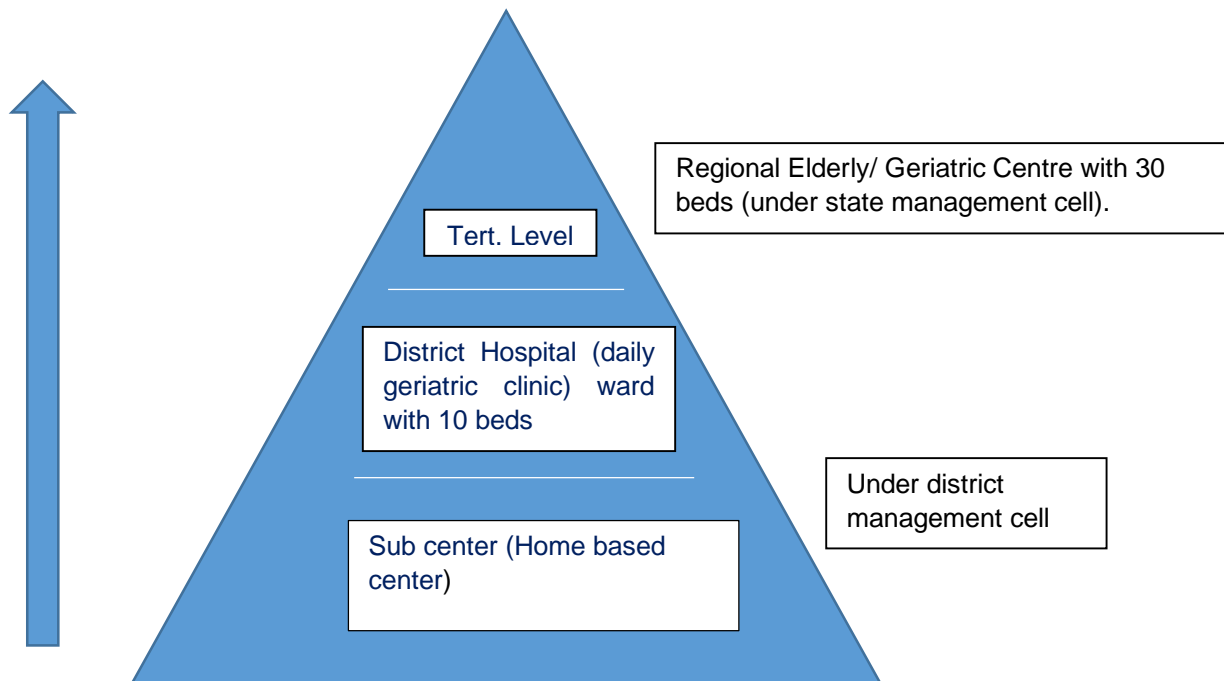 Regional Elderly/ Geriatric Centre with 30
beds (under state management cell).
Tert. Level
District Hospital (daily
geriatric clinic) ward
with 10 beds
Under district
management cell
Sub center (Home based
center)